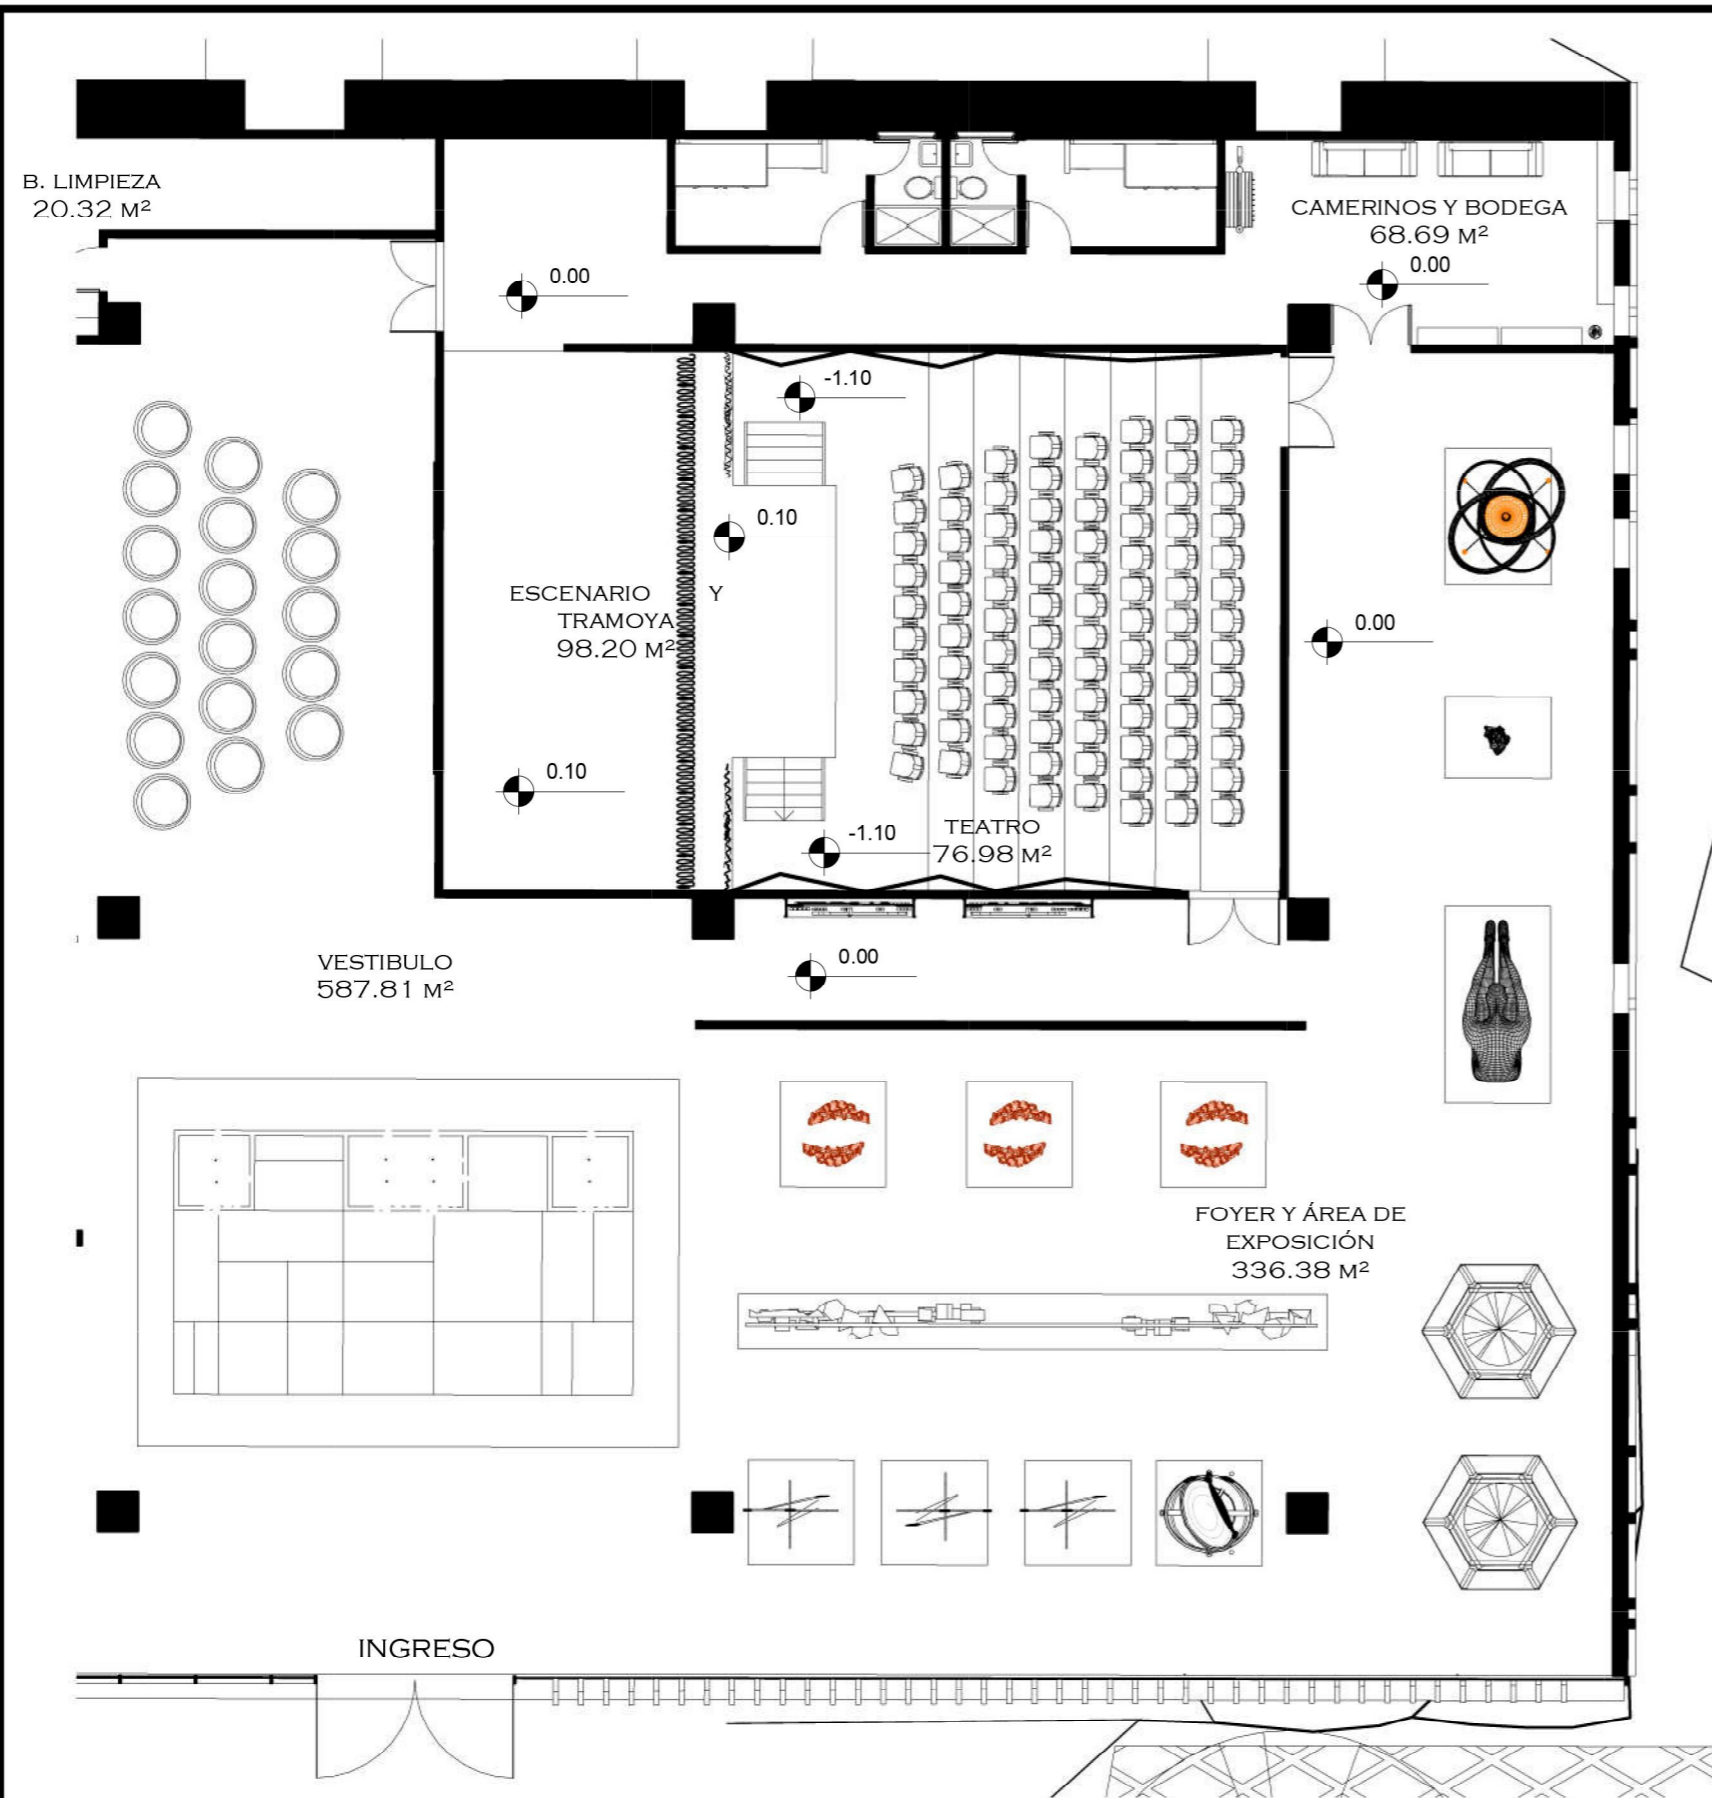 B. LIMPIEZA
20.32 M²
CAMERINOS Y BODEGA
68.69 M²
0.00
0.00
-1.10
0.10
ESCENARIO Y
TRAMOYA
98.20 M²
0.00
0.10
-1.10
TEATRO
76.98 M²
VESTIBULO
587.81 M²
0.00
FOYER Y ÁREA DE
EXPOSICIÓN
336.38 M²
INGRESO